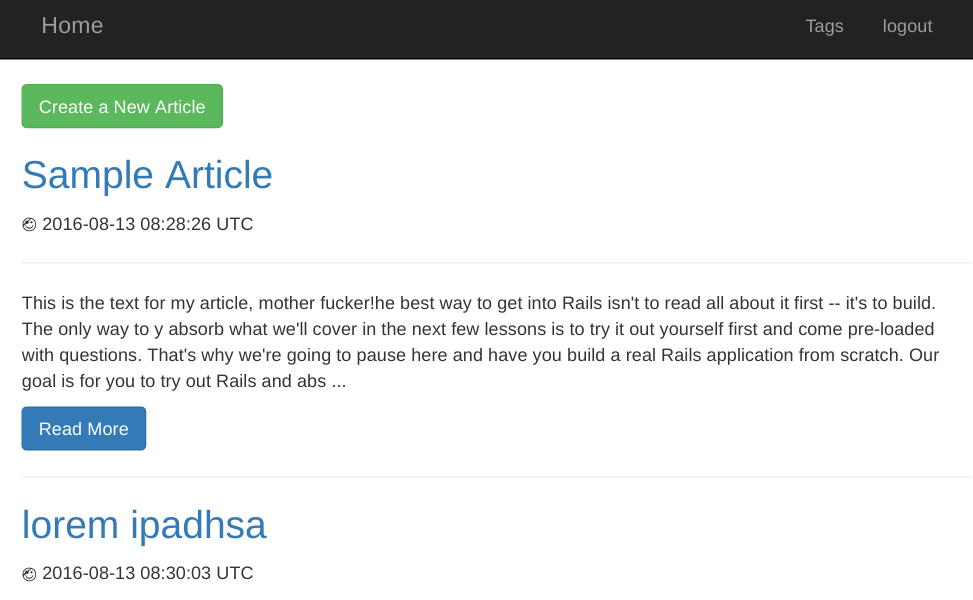 Home Tags logout
Create a New Article
Sample Article
2016-08-13 08:28:26 UTC
This is the text for my article, mother fucker!he best way to get into Rails isn't to read all about it first -- it's to build.
The only way to y absorb what we'll cover in the next few lessons is to try it out yourself first and come pre-loaded
with questions. That's why we're going to pause here and have you build a real Rails application from scratch. Our
goal is for you to try out Rails and abs ...
Read More
lorem ipadhsa
2016-08-13 08:30:03 UTC